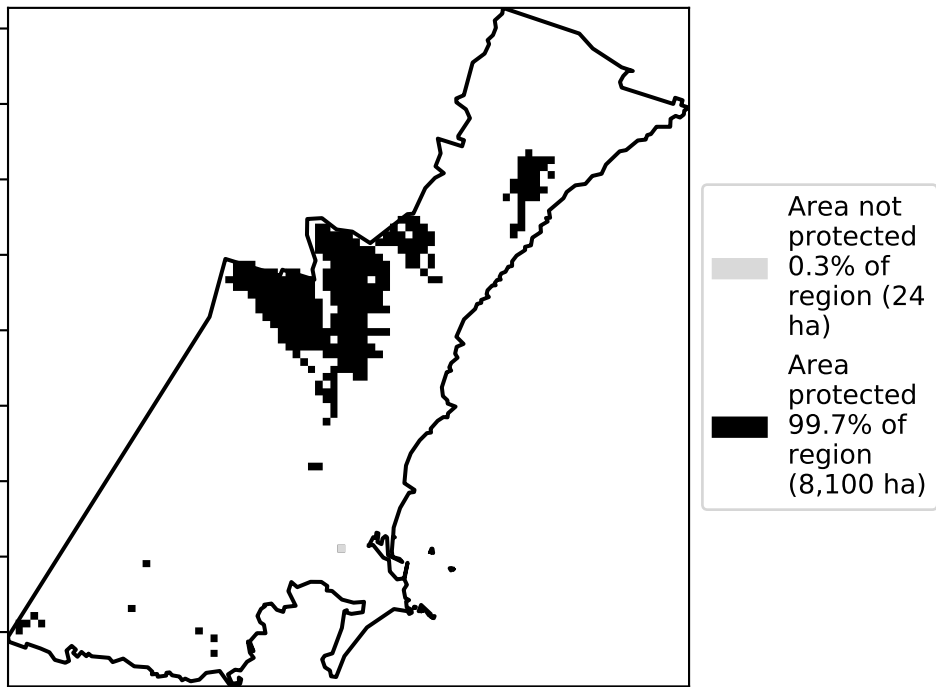 Area not
protected
0.3% of
region (24
ha)
Area
protected
99.7% of
region
(8,100 ha)